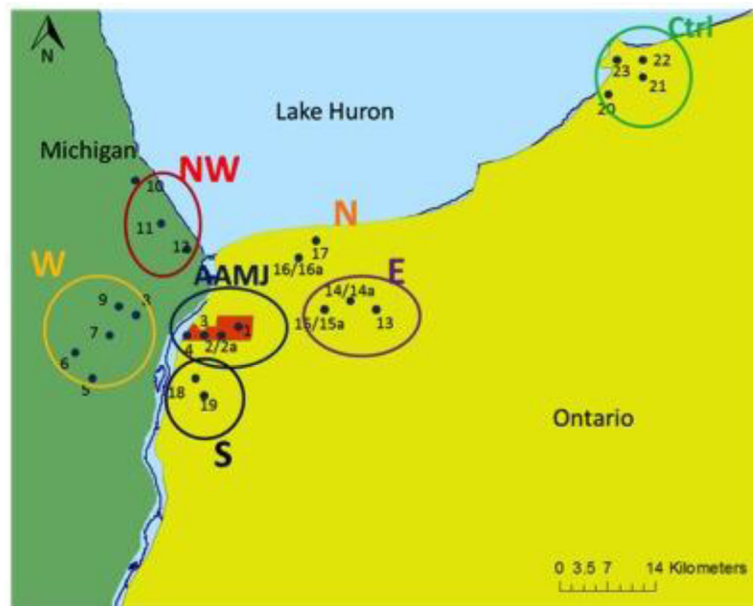 Ctrl
22
23
21
20
N
Lake Huron
Michigan
10
NW
11
12
N
17
16/16a
W
AAMJ
E
9
3
14/14a
15/15a
13
7
3
1
4
2/2a
6
5
18
19
S
Ontario
0 3.5 7 14 Kilometers